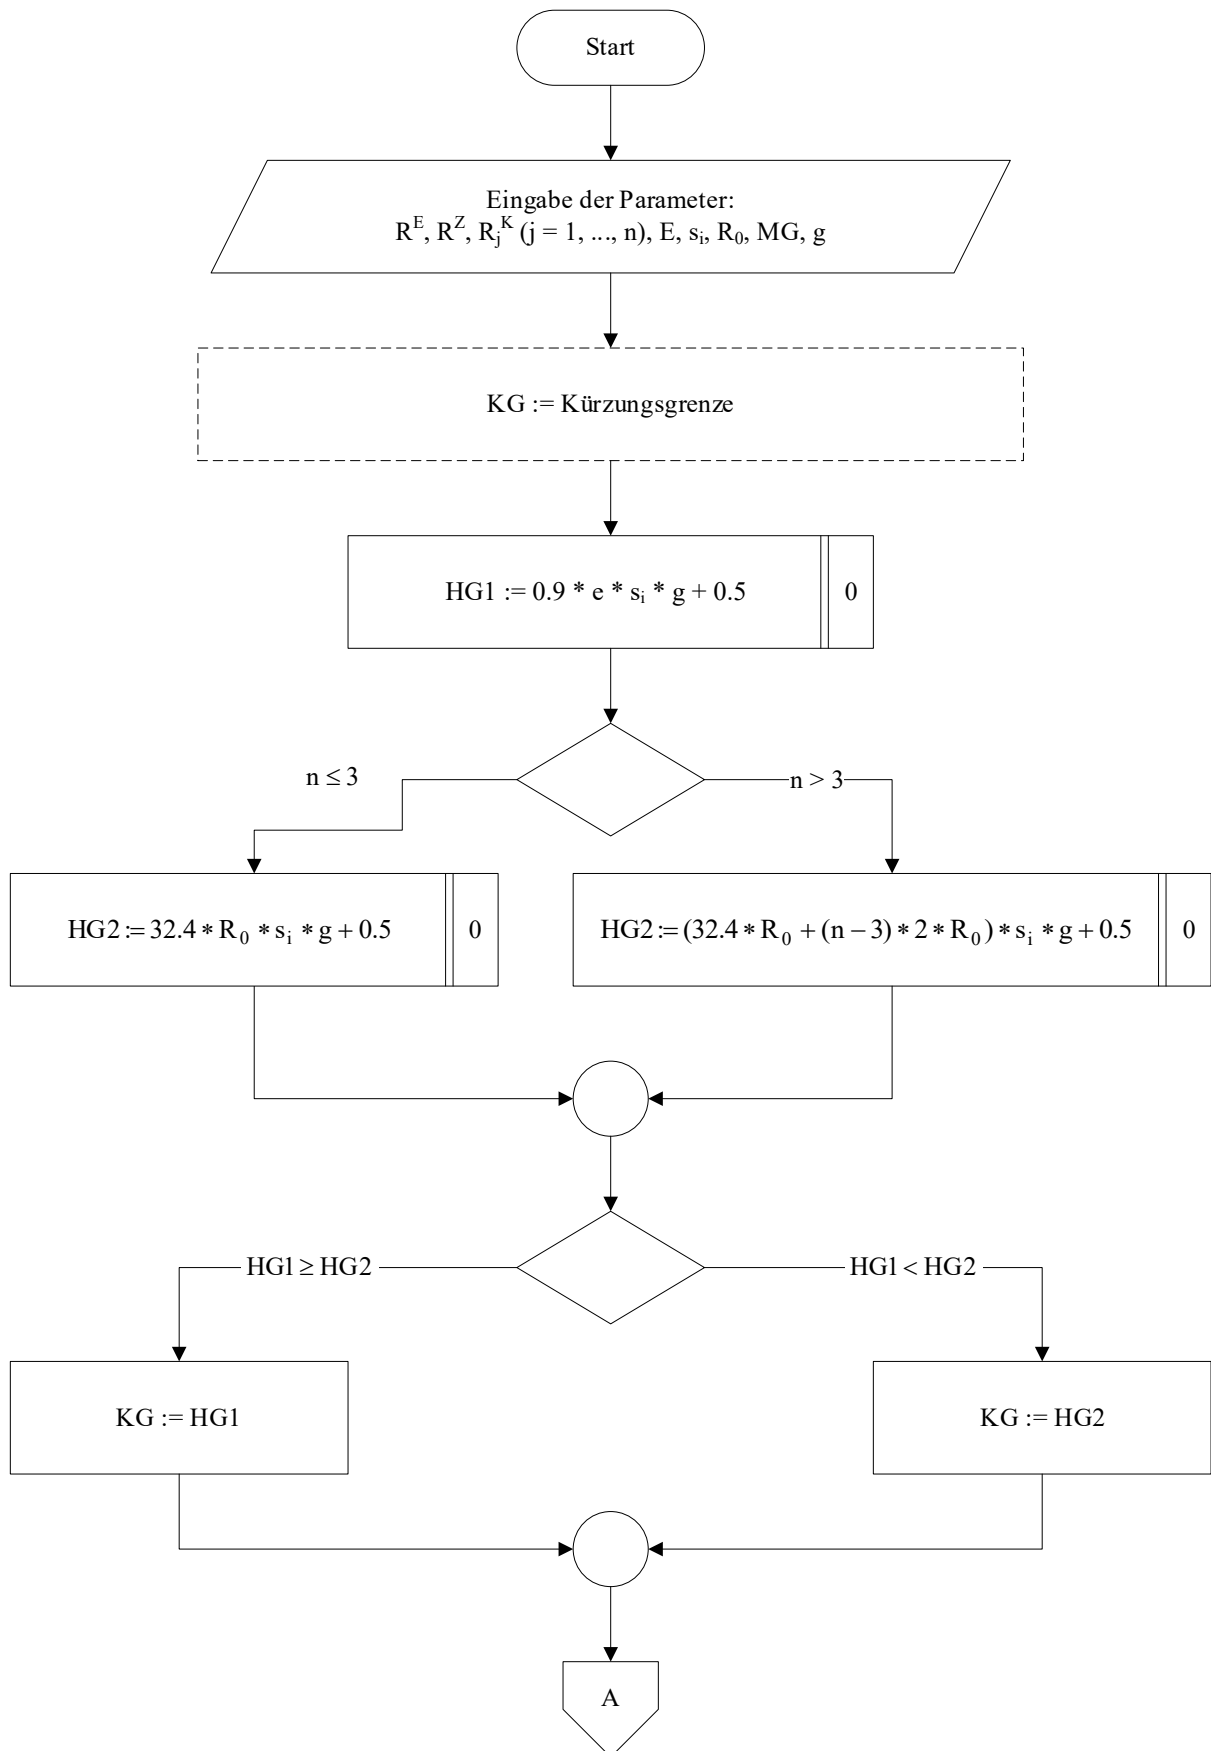 Start
Eingabe der Parameter:
R^E, R^Z, R_j^K (j = 1, ..., n), E, s_i, R_0, MG, g
KG := Kürzungsgrenze
HG1 := 0.9 * e * s_i * g + 0.5
0
n ≤ 3
n > 3
HG2 := 32.4 * R_0 * s_i * g + 0.5
0
HG2 := (32.4 * R_0 + (n − 3) * 2 * R_0) * s_i * g + 0.5
0
HG1 ≥ HG2
HG1 < HG2
KG := HG1
KG := HG2
A